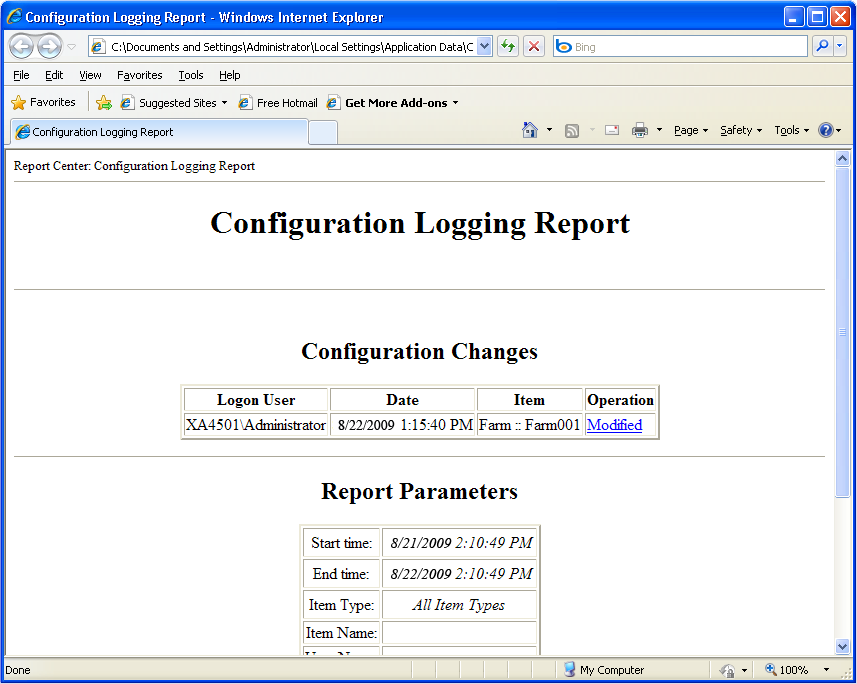 Configuration Logging Report - Windows Internet Explorer
C:\Documents and Settings\Administrator\Local Settings\Application Data\C
Bing
File Edit View Favorites Tools Help
Favorites Suggested Sites Free Hotmail Get More Add-ons
Configuration Logging Report Page Safety Tools
Report Center: Configuration Logging Report
Configuration Logging Report
Configuration Changes
Logon User Date Item Operation
XA4501\Administrator 8/22/2009 1:15:40 PM Farm :: Farm001 Modified
Report Parameters
Start time: 8/21/2009 2:10:49 PM
End time: 8/22/2009 2:10:49 PM
Item Type: All Item Types
Item Name:
Done My Computer 100%